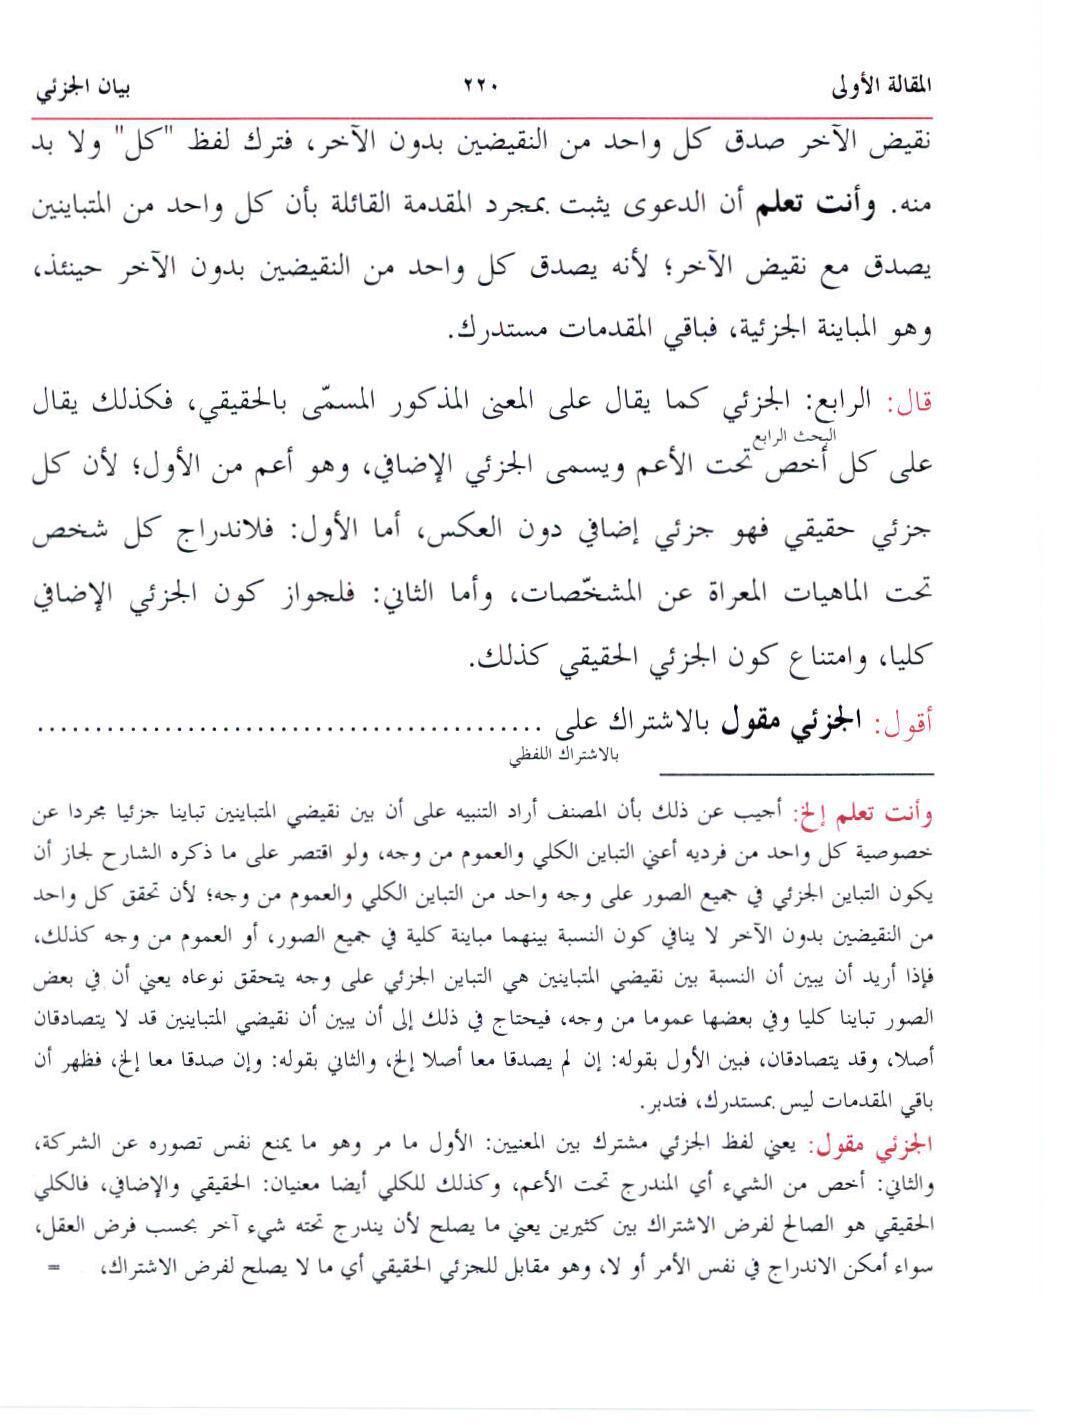 المقالة الأولى ٢٢٠ بيان الجزئي
نقيض الآخر صدق كل واحد من النقيضين بدون الآخر، فترك لفظ "كل" ولا بد
منه. وأنت تعلم أن الدعوى يثبت بمجرد المقدمة القائلة بأن كل واحد من المتباينين
يصدق مع نقيض الآخر؛ لأنه يصدق كل واحد من النقيضين بدون الآخر حينئذ،
وهو المباينة الجزئية، فباقي المقدمات مستدرك.
قال: الرابع: الجزئي كما يقال على المعنى المذكور المسمّى بالحقيقي، فكذلك يقال
البحث الرابع
على كل أخص تحت الأعم ويسمى الجزئي الإضافي، وهو أعم من الأول؛ لأن كل
جزئي حقيقي فهو جزئي إضافي دون العكس، أما الأول: فلاندراج كل شخص
تحت الماهيات المعراة عن المشخّصات، وأما الثاني: فلجواز كون الجزئي الإضافي
كليا، وامتناع كون الجزئي الحقيقي كذلك.
أقول: الجزئي مقول بالاشتراك على ............................................
بالاشتراك اللفظي
وأنت تعلم إلخ: أجيب عن ذلك بأن المصنف أراد التنبيه على أن بين نقيضي المتباينين تباينا جزئيا مجردا عن
خصوصية كل واحد من فرديه أعني التباين الكلي والعموم من وجه، ولو اقتصر على ما ذكره الشارح لجاز أن
يكون التباين الجزئي في جميع الصور على وجه واحد من التباين الكلي والعموم من وجه؛ لأن تحقق كل واحد
من النقيضين بدون الآخر لا ينافي كون النسبة بينهما مباينة كلية في جميع الصور، أو العموم من وجه كذلك،
فإذا أريد أن يبين أن النسبة بين نقيضي المتباينين هي التباين الجزئي على وجه يتحقق نوعاه يعني أن في بعض
الصور تباينا كليا وفي بعضها عموما من وجه، فيحتاج في ذلك إلى أن يبين أن نقيضي المتباينين قد لا يتصادقان
أصلا، وقد يتصادقان، فبين الأول بقوله: إن لم يصدقا معا أصلا إلخ، والثاني بقوله: وإن صدقا معا إلخ، فظهر أن
باقي المقدمات ليس بمستدرك، فتدبر.
الجزئي مقول: يعني لفظ الجزئي مشترك بين المعنيين: الأول ما مر وهو ما يمنع نفس تصوره عن الشركة،
والثاني: أخص من الشيء أي المندرج تحت الأعم، وكذلك للكلي أيضا معنيان: الحقيقي والإضافي، فالكلي
الحقيقي هو الصالح لفرض الاشتراك بين كثيرين يعني ما يصلح لأن يندرج تحته شيء آخر بحسب فرض العقل،
سواء أمكن الاندراج في نفس الأمر أو لا، وهو مقابل للجزئي الحقيقي أي ما لا يصلح لفرض الاشتراك، =